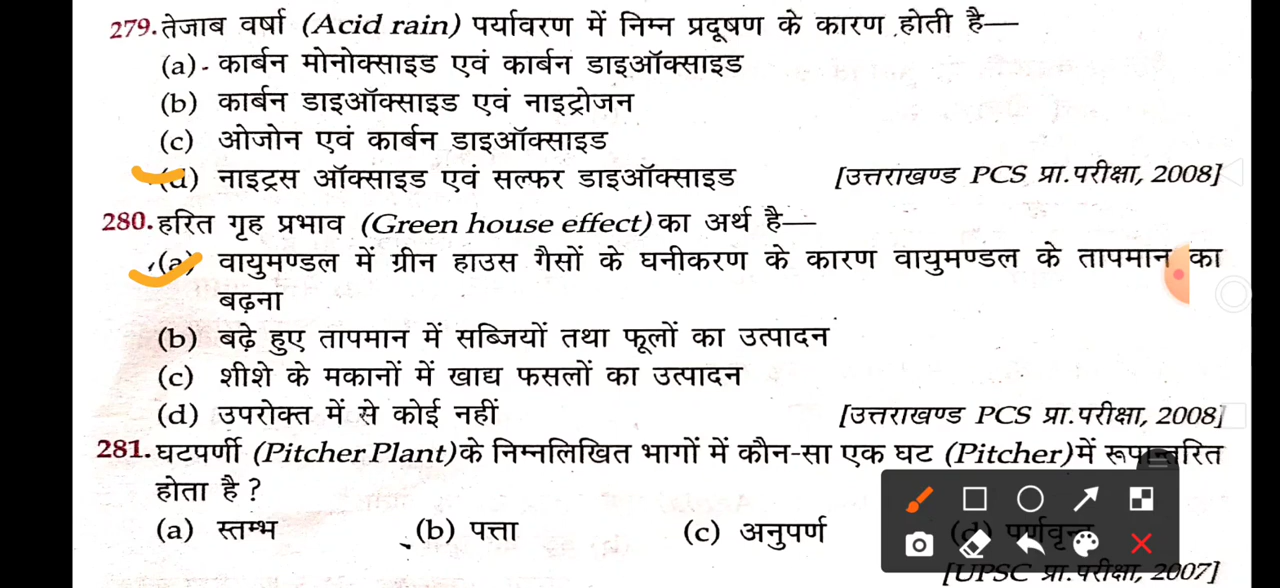 279. तेजाब वर्षा (Acid rain) पर्यावरण में निम्न प्रदूषण के कारण होती है—
(a) कार्बन मोनोक्साइड एवं कार्बन डाइऑक्साइड
(b) कार्बन डाइऑक्साइड एवं नाइट्रोजन
(c) ओजोन एवं कार्बन डाइऑक्साइड
(d) नाइट्रस ऑक्साइड एवं सल्फर डाइऑक्साइड [उत्तराखण्ड PCS प्रा.परीक्षा, 2008]
280. हरित गृह प्रभाव (Green house effect) का अर्थ है—
(a) वायुमण्डल में ग्रीन हाउस गैसों के घनीकरण के कारण वायुमण्डल के तापमान का
बढ़ना
(b) बढ़े हुए तापमान में सब्जियों तथा फूलों का उत्पादन
(c) शीशे के मकानों में खाद्य फसलों का उत्पादन
(d) उपरोक्त में से कोई नहीं [उत्तराखण्ड PCS प्रा.परीक्षा, 2008]
281. घटपर्णी (Pitcher Plant) के निम्नलिखित भागों में कौन-सा एक घट (Pitcher) में रूपान्तरित
होता है ?
(a) स्तम्भ (b) पत्ता (c) अनुपर्ण (d) पर्णवृन्त
[UPSC प्रा.परीक्षा, 2007]